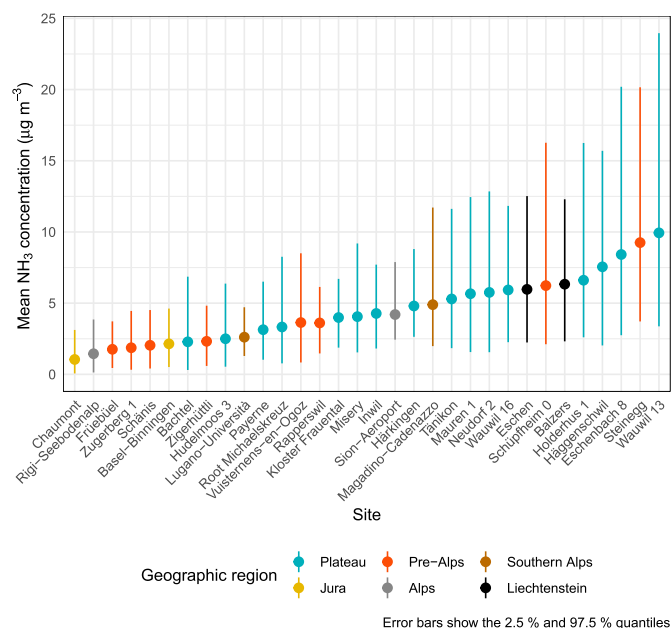 25
20
15
10
5
0
Mean NH₃ concentration (µg m⁻³)
Chaumont
Rigi−Seebodenalp
Früebüel
Zugerberg 1
Schänis
Basel−Binningen
Bachtel
Zigerhüttli
Hudelmoos 3
Lugano−Università
Payerne
Root Michaelskreuz
Vuisternens−en−Ogoz
Rapperswil
Kloster Frauental
Misery
Inwil
Sion−Aeroport
Härkingen
Magadino−Cadenazzo
Tänikon
Mauren 1
Neudorf 2
Wauwil 16
Eschen
Schüpfheim 0
Balzers
Holderhus 1
Häggenschwil
Eschenbach 8
Steinegg
Wauwil 13
Site
Geographic region
Plateau
Pre−Alps
Southern Alps
Jura
Alps
Liechtenstein
Error bars show the 2.5 % and 97.5 % quantiles